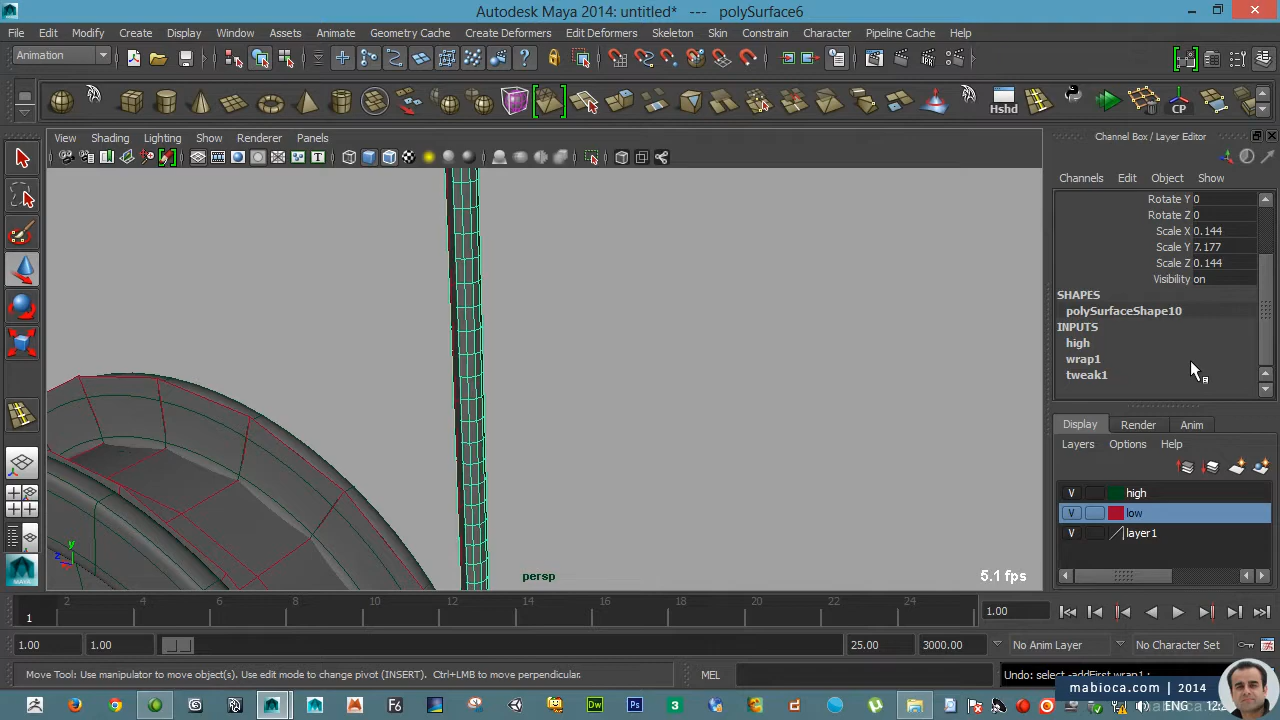 Autodesk Maya 2014: untitled*   ---   polySurface6
File Edit Modify Create Display Window Assets Animate Geometry Cache Create Deformers Edit Deformers Skeleton Skin Constrain Character Pipeline Cache Help
Animation
Hshd CP
View Shading Lighting Show Renderer Panels
Channel Box / Layer Editor
Channels Edit Object Show
Rotate Y 0
Rotate Z 0
Scale X 0.144
Scale Y 7.177
Scale Z 0.144
Visibility on
SHAPES
polySurfaceShape10
INPUTS
high
wrap1
tweak1
Display Render Anim
Layers Options Help
V high
V low
V layer1
y
z
persp
5.1 fps
2 4 6 8 10 12 14 16 18 20 22 24
1
1.00
1.00 1.00 25.00 3000.00 No Anim Layer No Character Set
Move Tool: Use manipulator to move object(s). Use edit mode to change pivot (INSERT). Ctrl+LMB to move perpendicular.
MEL
Undo: select -addFirst wrap1 ;
mabioca.com | 2014
ENG